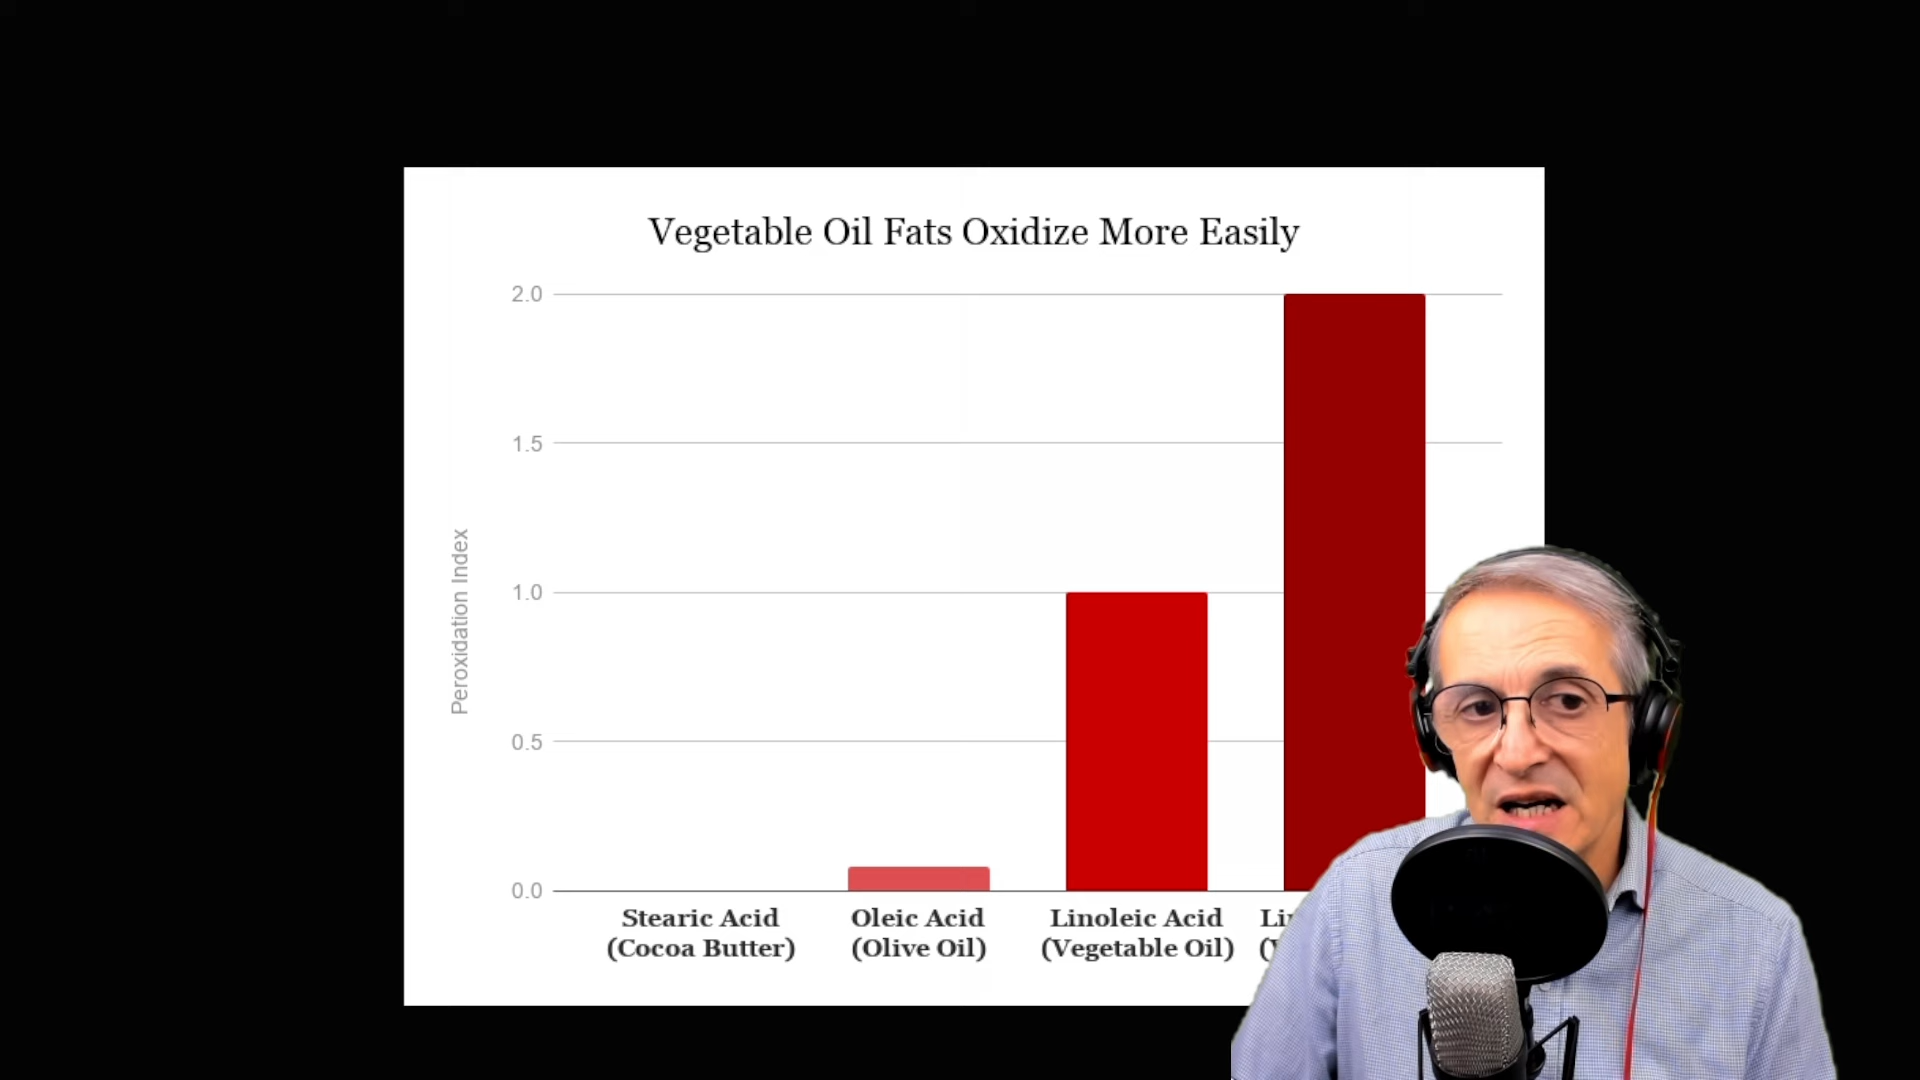 Vegetable Oil Fats Oxidize More Easily
2.0
1.5
1.0
0.5
0.0
Peroxidation Index
Stearic Acid
(Cocoa Butter)
Oleic Acid
(Olive Oil)
Linoleic Acid
(Vegetable Oil)